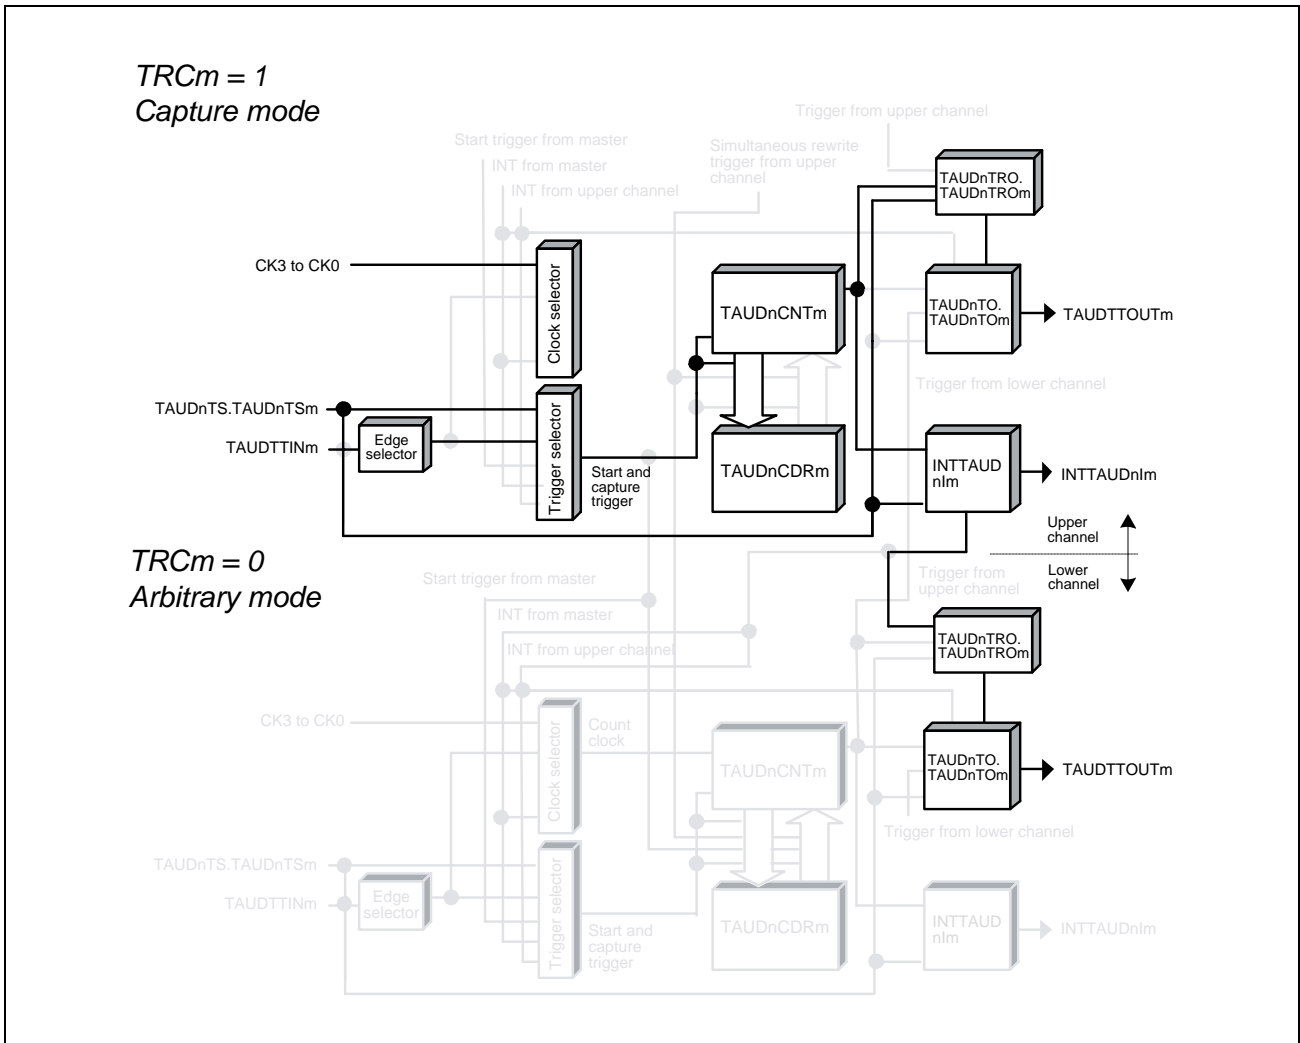 TRCm = 1
Capture mode
Trigger from upper channel
Start trigger from master
INT from master
INT from upper channel
Simultaneous rewrite
trigger from upper
channel
TAUDnTRO.
TAUDnTROm
CK3 to CK0
Clock selector
TAUDnCNTm
TAUDnTO.
TAUDnTOm
TAUDTTOUTm
Trigger from lower channel
TAUDnTS.TAUDnTSm
TAUDTTINm
Edge
selector
Trigger selector
Start and
capture
trigger
TAUDnCDRm
INTTAUD
nIm
INTTAUDnIm
Upper
channel
Lower
channel
TRCm = 0
Arbitrary mode
Start trigger from master
INT from master
INT from upper channel
Trigger from
upper channel
TAUDnTRO.
TAUDnTROm
CK3 to CK0
Clock selector
Count
clock
TAUDnCNTm
TAUDnTO.
TAUDnTOm
TAUDTTOUTm
Trigger from lower channel
TAUDnTS.TAUDnTSm
TAUDTTINm
Edge
selector
Trigger selector
Start and
capture
trigger
TAUDnCDRm
INTTAUD
nIm
INTTAUDnIm